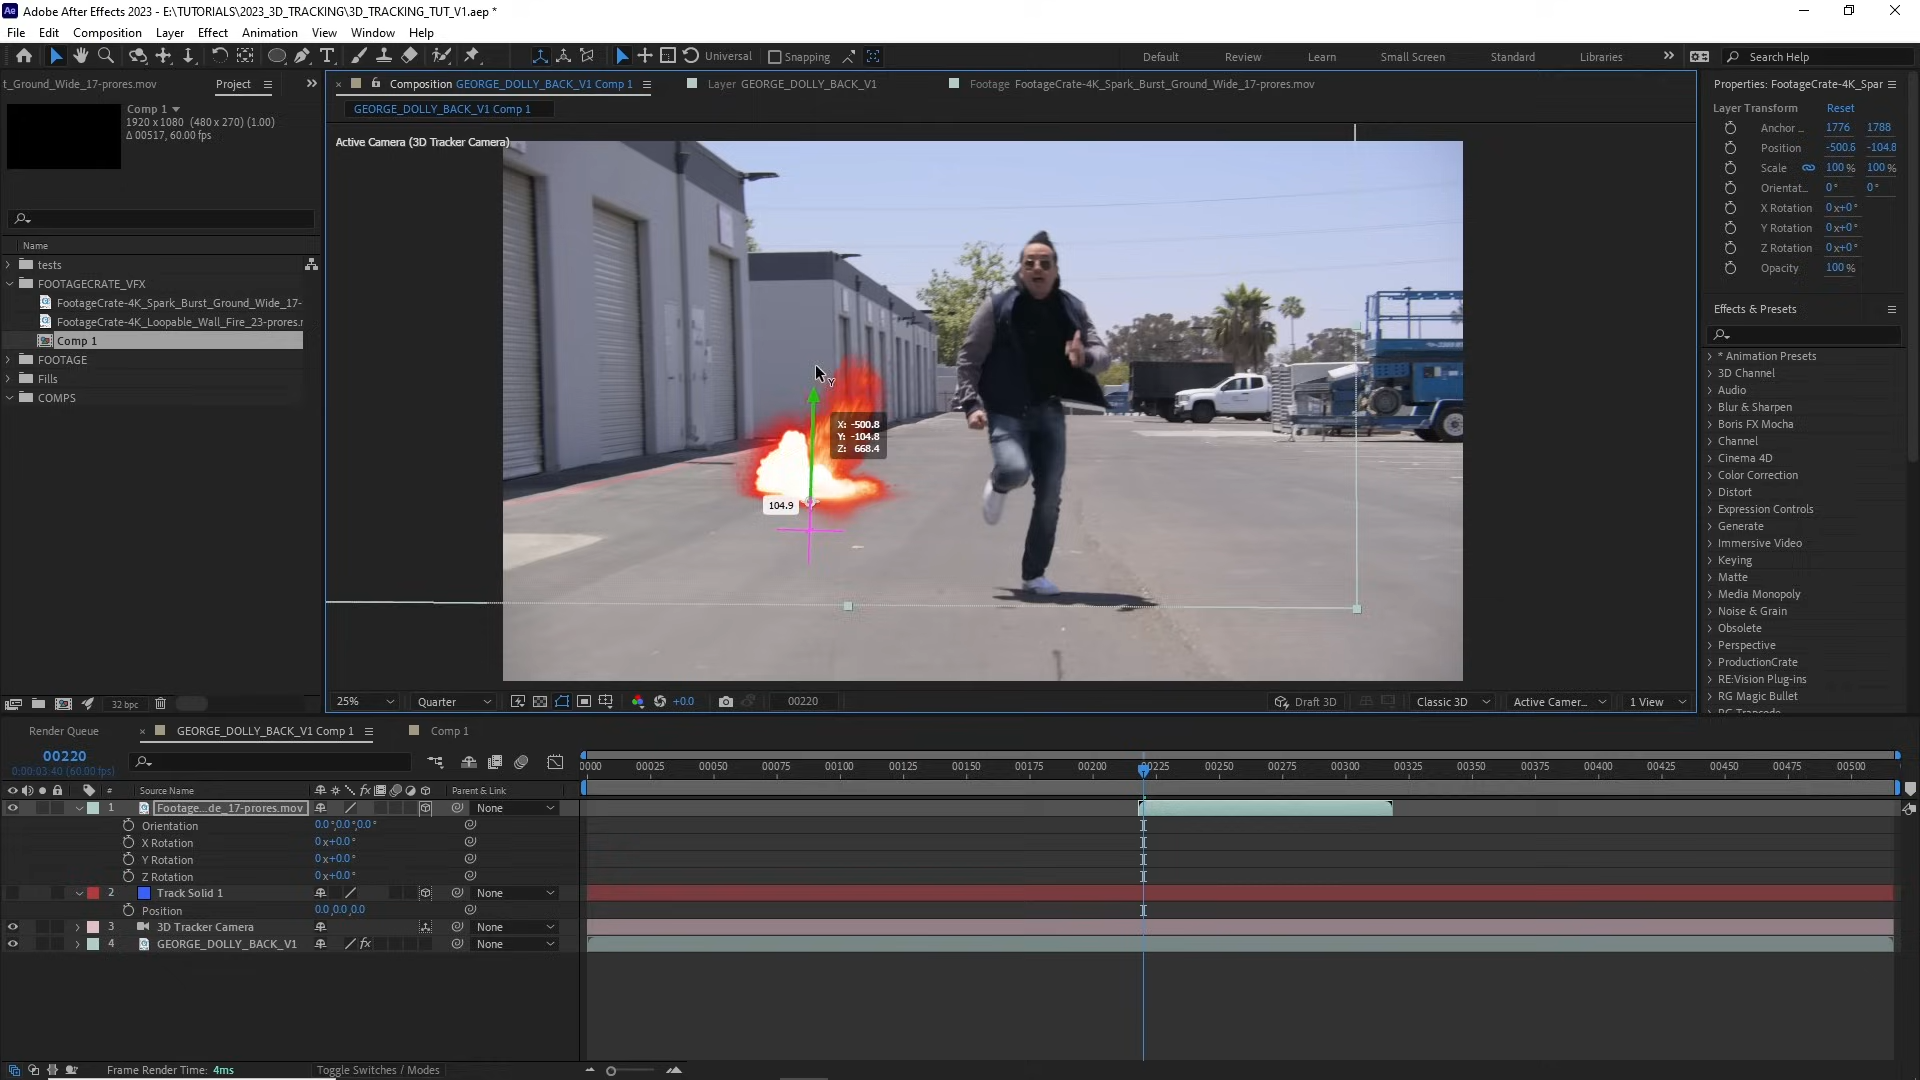 Ae Adobe After Effects 2023 - E:\TUTORIALS\2023_3D_TRACKING\3D_TRACKING_TUT_V1.aep *
File Edit Composition Layer Effect Animation View Window Help
Universal Snapping Default Review Learn Small Screen Standard Libraries Search Help
t_Ground_Wide_17-prores.mov Project
Comp 1
1920 x 1080 (480 x 270) (1.00)
Δ 00517, 60.00 fps
Name
tests
FOOTAGECRATE_VFX
FootageCrate-4K_Spark_Burst_Ground_Wide_17-
FootageCrate-4K_Loopable_Wall_Fire_23-prores.r
Comp 1
FOOTAGE
Fills
COMPS
32 bpc
Composition GEORGE_DOLLY_BACK_V1 Comp 1 Layer GEORGE_DOLLY_BACK_V1 Footage FootageCrate-4K_Spark_Burst_Ground_Wide_17-prores.mov
GEORGE_DOLLY_BACK_V1 Comp 1
Active Camera (3D Tracker Camera)
Y
X: -500.8
Y: -104.8
Z: 668.4
104.9
25% Quarter +0.0 00220 Draft 3D Classic 3D Active Camer... 1 View
Properties: FootageCrate-4K_Spar
Layer Transform Reset
Anchor ... 1776 1788
Position -500.6 -104.8
Scale 100 % 100 %
Orientat... 0° 0°
X Rotation 0x+0°
Y Rotation 0x+0°
Z Rotation 0x+0°
Opacity 100 %
Effects & Presets
* Animation Presets
3D Channel
Audio
Blur & Sharpen
Boris FX Mocha
Channel
Cinema 4D
Color Correction
Distort
Expression Controls
Generate
Immersive Video
Keying
Matte
Media Monopoly
Noise & Grain
Obsolete
Perspective
ProductionCrate
RE:Vision Plug-ins
RG Magic Bullet
RG Trapcode
Render Queue GEORGE_DOLLY_BACK_V1 Comp 1 Comp 1
00220
0:00:03:40 (60.00 fps)
0000 00025 00050 00075 00100 00125 00150 00175 00200 00225 00250 00275 00300 00325 00350 00375 00400 00425 00450 00475 00500
# Source Name fx Parent & Link
1 Footage...de_17-prores.mov None
Orientation 0.0°,0.0°,0.0°
X Rotation 0x+0.0°
Y Rotation 0x+0.0°
Z Rotation 0x+0.0°
2 Track Solid 1 None
Position 0.0,0.0,0.0
3 3D Tracker Camera None
4 GEORGE_DOLLY_BACK_V1 fx None
Frame Render Time: 4ms Toggle Switches / Modes